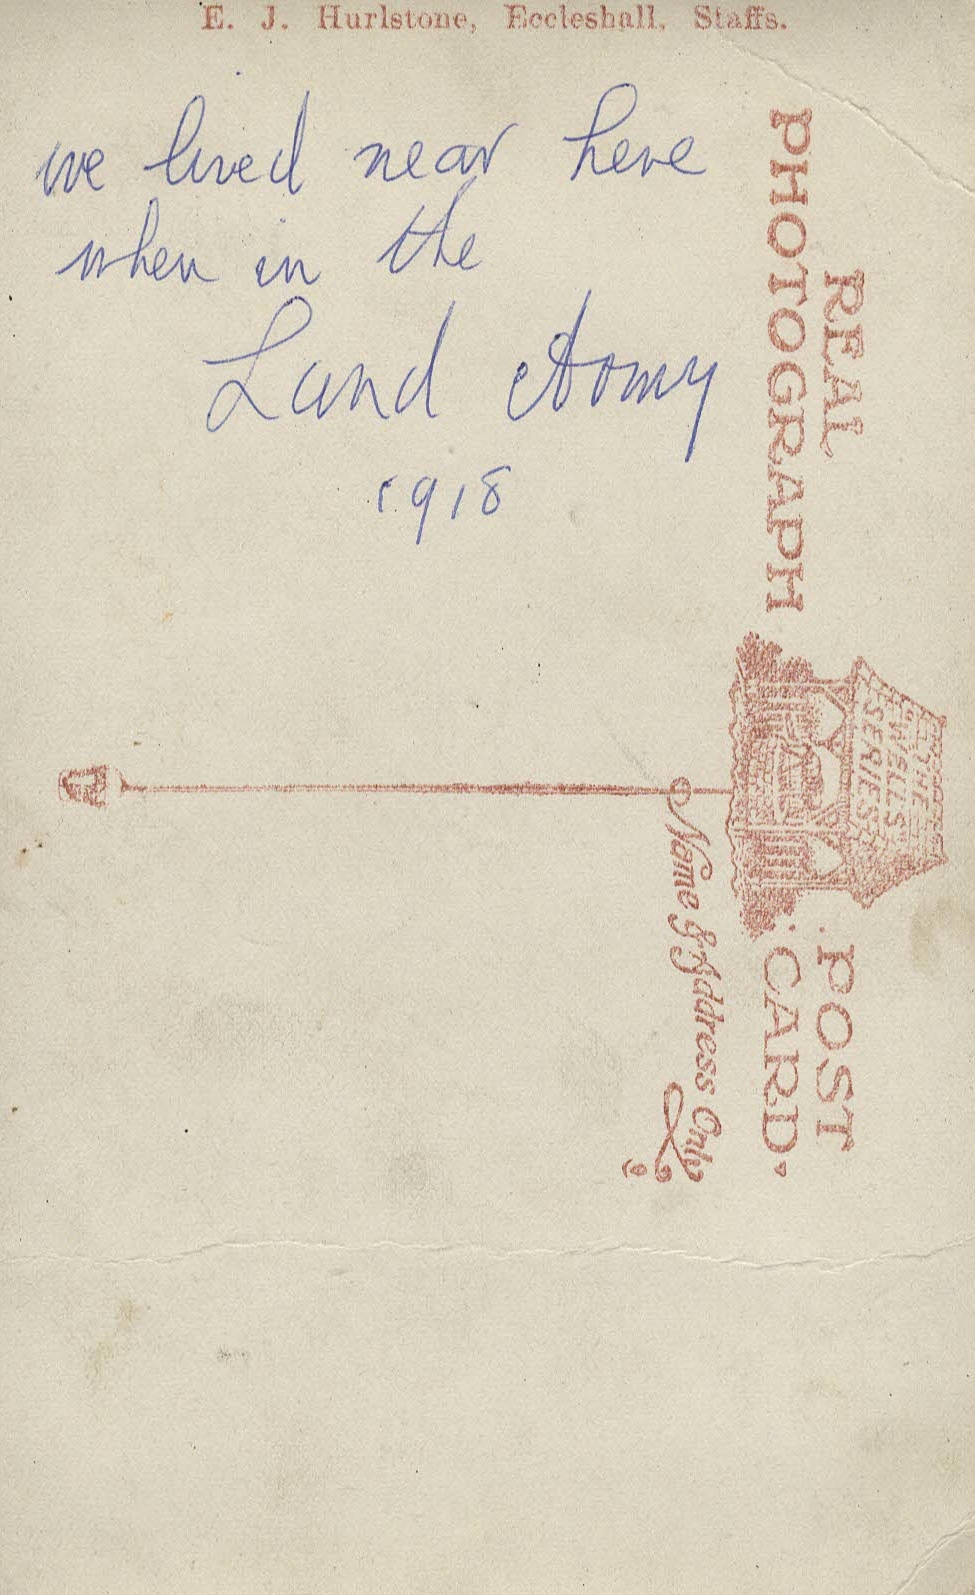 E. J. Hurlstone, Eccleshall, Staffs.
we lived near here
when in the
Land Army
1918
REAL
PHOTOGRAPH
THE
"WELLS"
SERIES
POST
CARD.
Name & Address Only